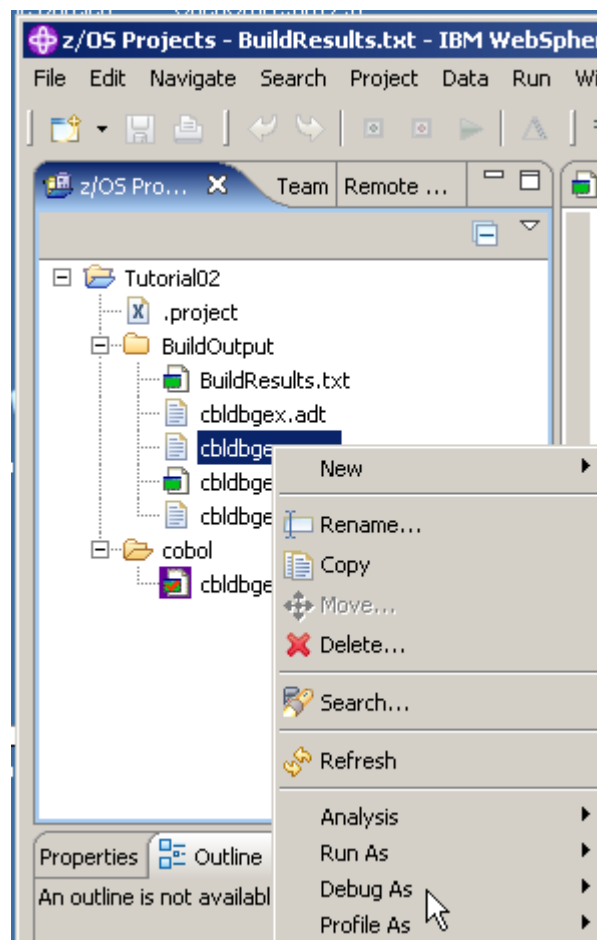 z/OS Projects - BuildResults.txt - IBM WebSpher
File Edit Navigate Search Project Data Run Wi
z/OS Pro... Team Remote ...
Tutorial02
.project
BuildOutput
BuildResults.txt
cbldbgex.adt
cbldbge
cbldbge
cbldbge
cobol
cbldbge
New
Rename...
Copy
Move...
Delete...
Search...
Refresh
Analysis
Run As
Debug As
Profile As
Properties Outline
An outline is not availabl